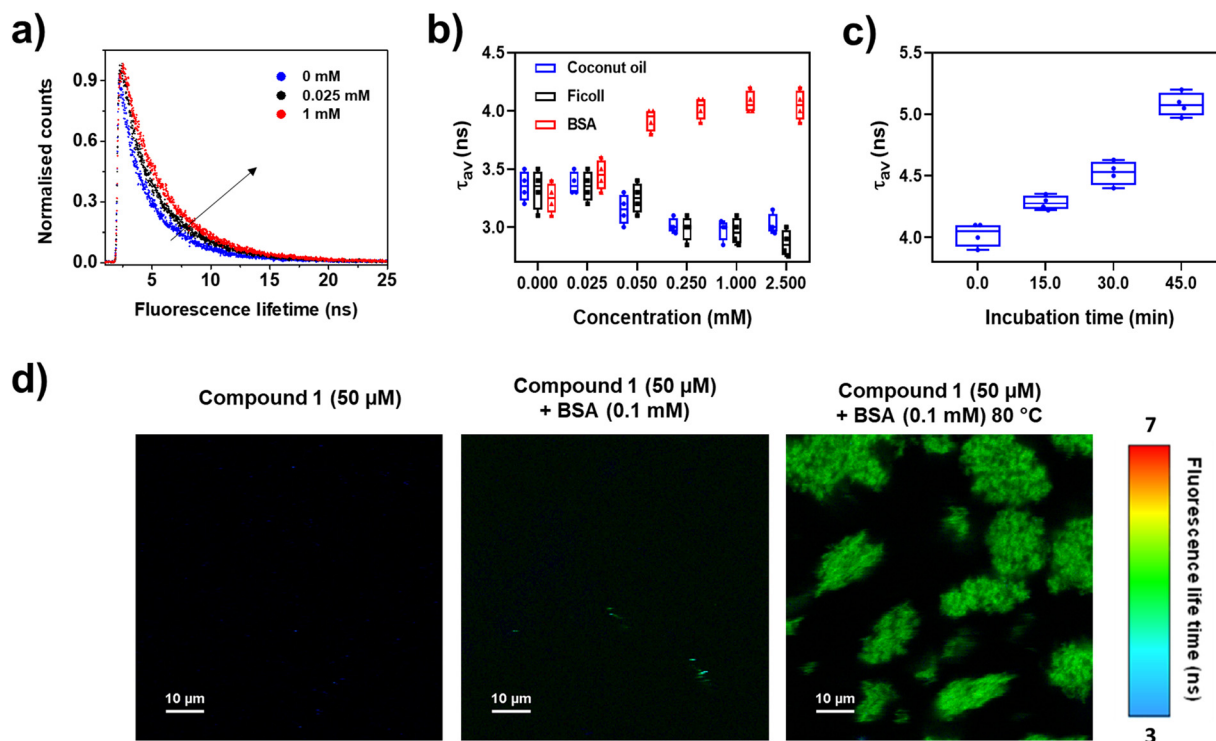 a)
Normalised counts
0.9
0.6
0.3
0.0
5
10
15
20
25
Fluorescence lifetime (ns)
0 mM
0.025 mM
1 mM
b)
τav (ns)
4.5
4.0
3.5
3.0
Coconut oil
Ficoll
BSA
0.000
0.025
0.050
0.250
1.000
2.500
Concentration (mM)
c)
τav (ns)
5.5
5.0
4.5
4.0
0.0
15.0
30.0
45.0
Incubation time (min)
d)
Compound 1 (50 µM)
10 µm
Compound 1 (50 µM)
+ BSA (0.1 mM)
10 µm
Compound 1 (50 µM)
+ BSA (0.1 mM) 80 °C
10 µm
7
Fluorescence life time (ns)
3